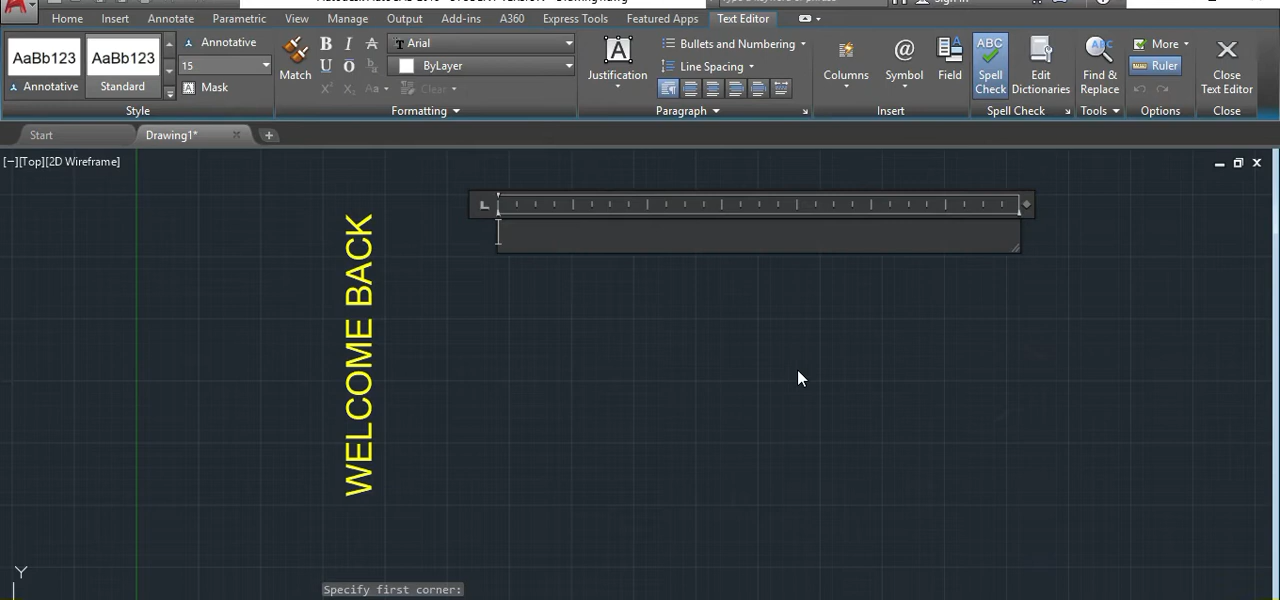 Home Insert Annotate Parametric View Manage Output Add-ins A360 Express Tools Featured Apps Text Editor
AaBb123 AaBb123
Annotative Standard
Style
Annotative
15
Mask
Match
B I A
U O
Arial
ByLayer
Aa Clear
Formatting
A
Justification
Bullets and Numbering
Line Spacing
Paragraph
Columns
@
Symbol
Field
Insert
ABC
Spell
Check
Edit
Dictionaries
Spell Check
Find &
Replace
Tools
More
Ruler
Options
Close
Text Editor
Close
Start Drawing1*
[−][Top][2D Wireframe]
WELCOME BACK
Y
Specify first corner: